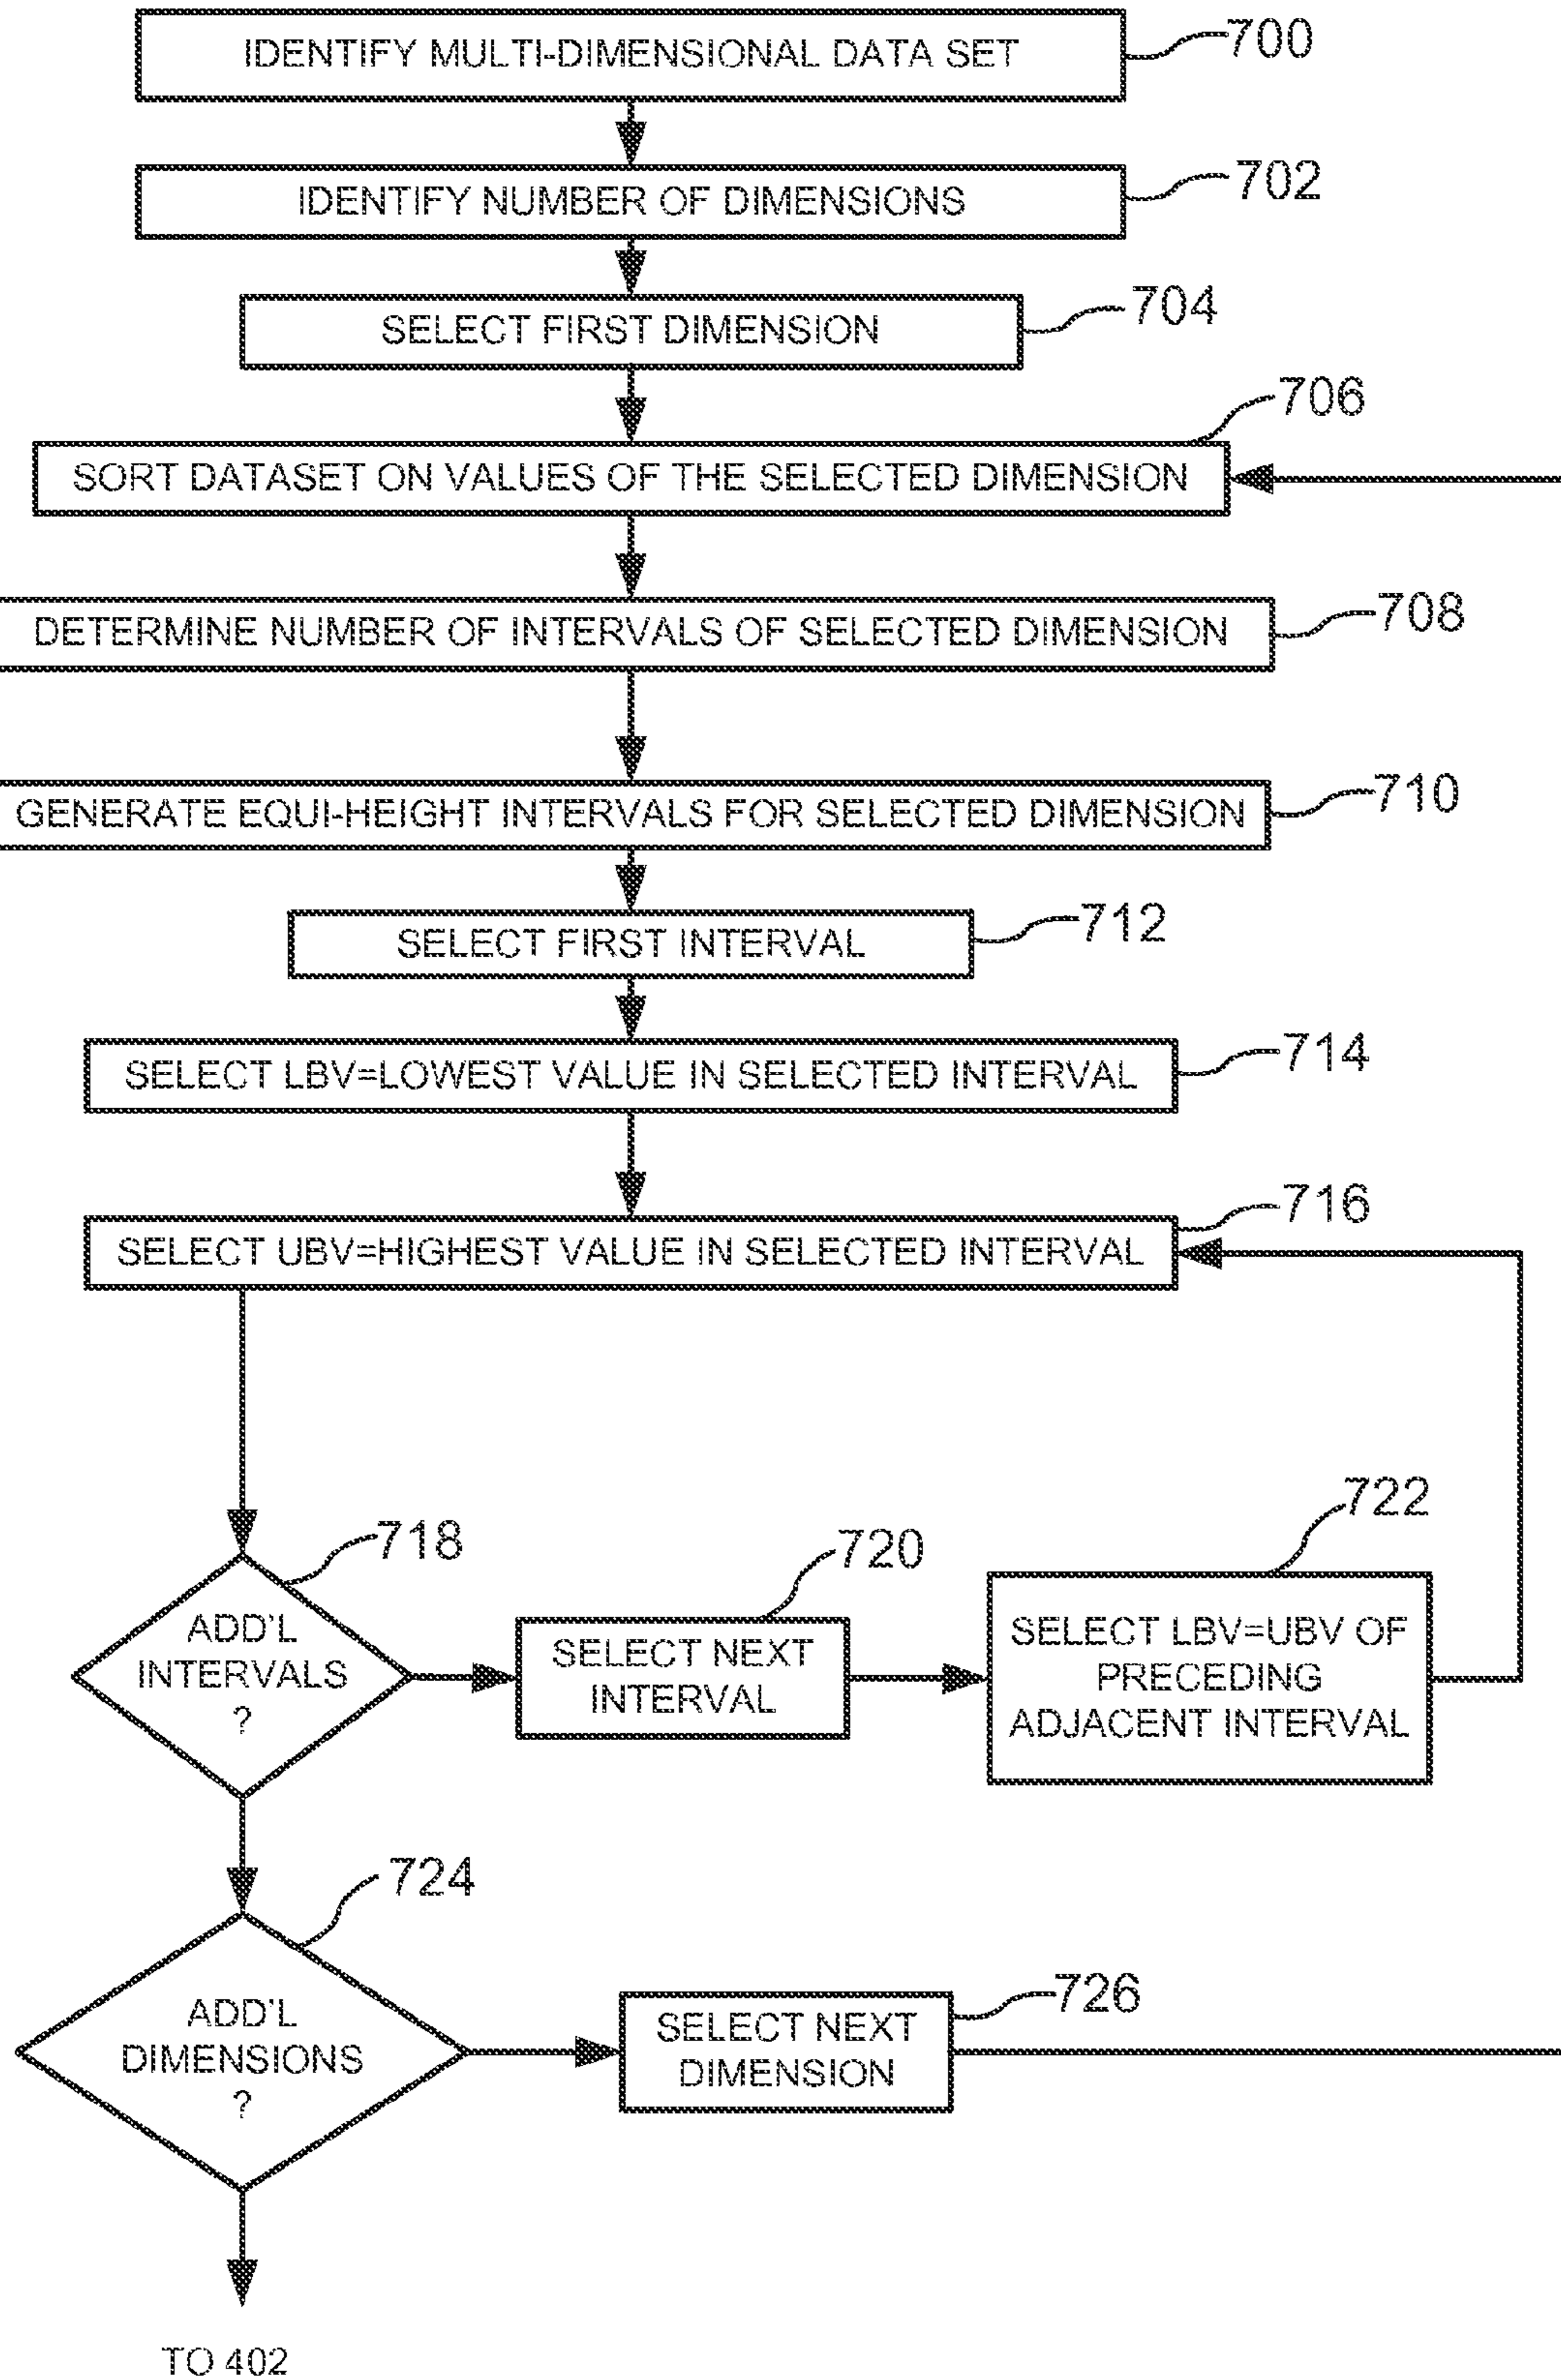 IDENTIFY MULTI-DIMENSIONAL DATA SET
700
IDENTIFY NUMBER OF DIMENSIONS
702
SELECT FIRST DIMENSION
704
706
SORT DATASET ON VALUES OF THE SELECTED DIMENSION
DETERMINE NUMBER OF INTERVALS OF SELECTED DIMENSION
708
GENERATE EQUI-HEIGHT INTERVALS FOR SELECTED DIMENSION
710
SELECT FIRST INTERVAL
712
SELECT LBV=LOWEST VALUE IN SELECTED INTERVAL
714
SELECT UBV=HIGHEST VALUE IN SELECTED INTERVAL
716
718
ADD'L
INTERVALS
?
720
SELECT NEXT
INTERVAL
722
SELECT LBV=UBV OF
PRECEDING
ADJACENT INTERVAL
724
ADD'L
DIMENSIONS
?
726
SELECT NEXT
DIMENSION
TO 402